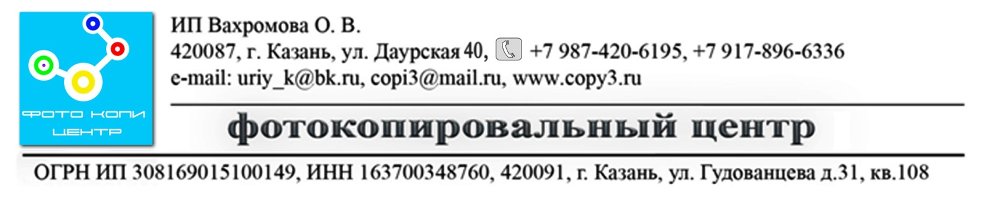 ФОТО КОПИ
ЦЕНТР
ИП Вахромова О. В.
420087, г. Казань, ул. Даурская 40, +7 987-420-6195, +7 917-896-6336
e-mail: uriy_k@bk.ru, copi3@mail.ru, www.copy3.ru
фотокопировальный центр
ОГРН ИП 308169015100149, ИНН 163700348760, 420091, г. Казань, ул. Гудованцева д.31, кв.108